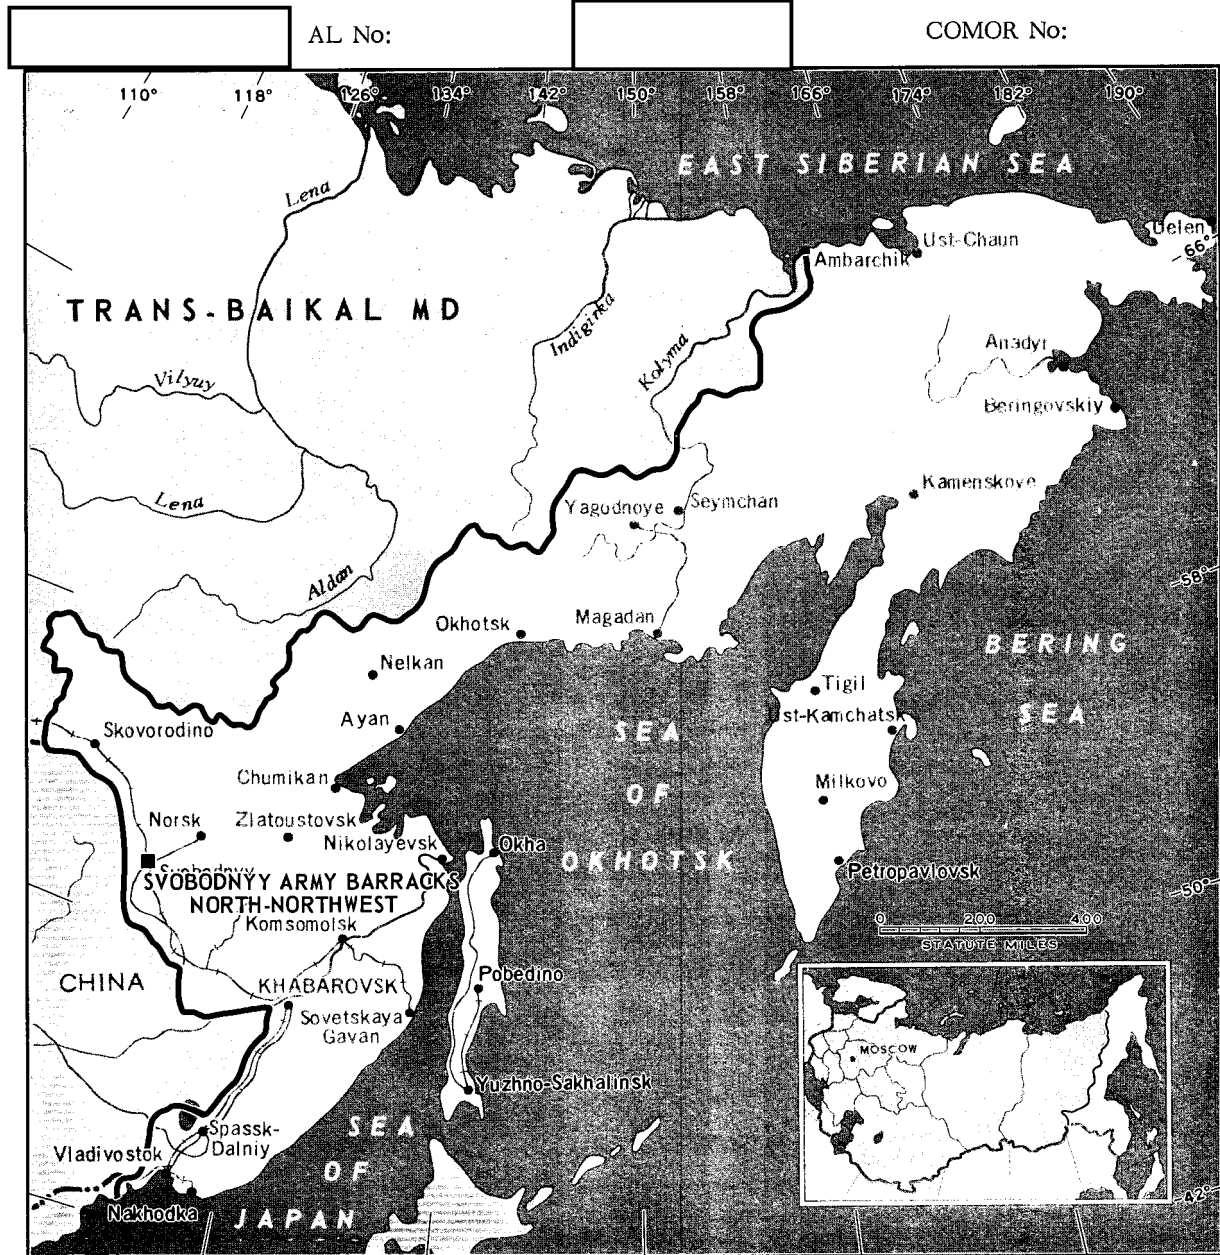 AL No:
COMOR No:
110° 118° 126° 134° 142° 150° 158° 166° 174° 182° 190°
EAST SIBERIAN SEA
Lena
Uelen
66°
Ust-Chaun
Ambarchik
TRANS-BAIKAL MD
Indigirka
Kolyma
Anadyr
Vilyuy
Beringovskiy
Lena
Kamenskoye
Yagodnoye
Seymchan
Aldan
58°
Okhotsk
Magadan
BERING
SEA
Nelkan
Tigil
Ayan
SEA
OF
OKHOTSK
Ust-Kamchatsk
Skovorodino
Chumikan
Milkovo
Norsk
Zlatoustovsk
Nikolayevsk
Okha
Svobodnyy
SVOBODNYY ARMY BARRACKS
NORTH-NORTHWEST
Petropavlovsk
50°
0 200 400
STATUTE MILES
Komsomolsk
CHINA
KHABAROVSK
Pobedino
Sovetskaya
Gavan
MOSCOW
Yuzhno-Sakhalinsk
Spassk-
Dalniy
SEA
OF
JAPAN
Vladivostok
Nakhodka
42°